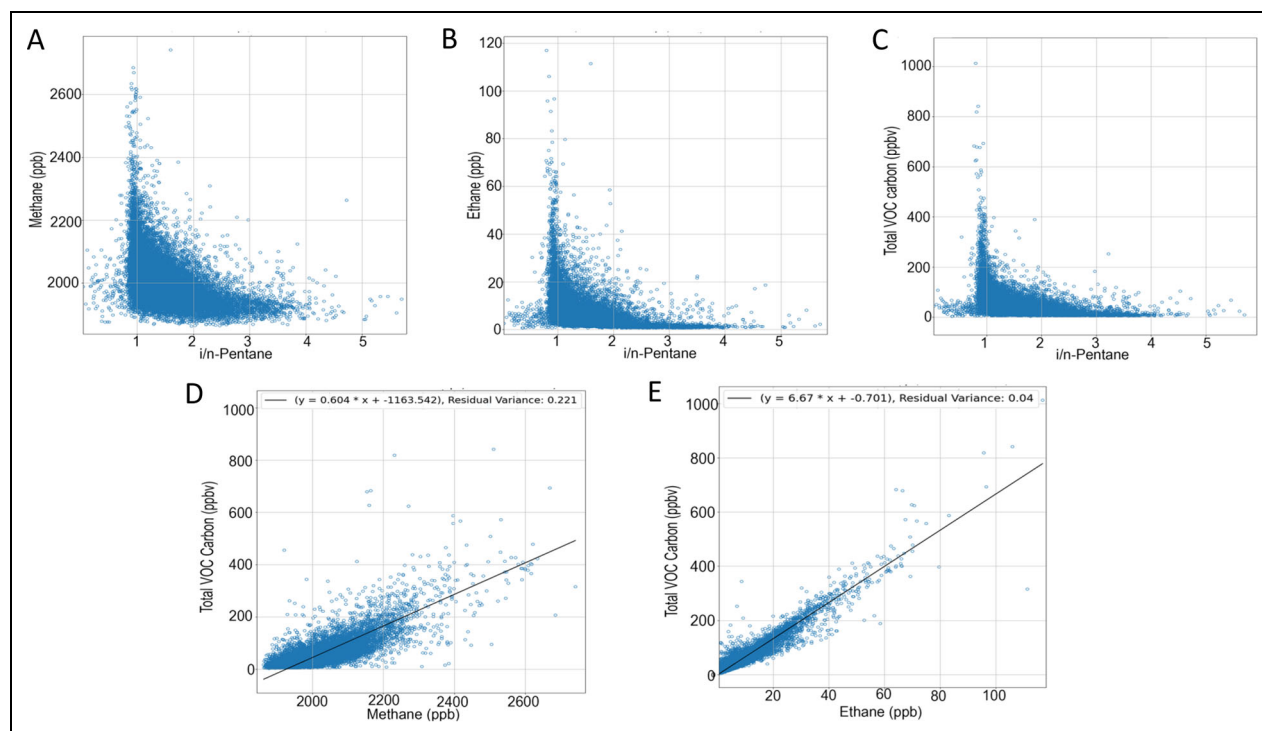 A
Methane (ppb)
2600
2400
2200
2000
1 2 3 4 5
i/n-Pentane
B
Ethane (ppb)
120
100
80
60
40
20
0
1 2 3 4 5
i/n-Pentane
C
Total VOC carbon (ppbv)
1000
800
600
400
200
0
1 2 3 4 5
i/n-Pentane
D
(y = 0.604 * x + -1163.542), Residual Variance: 0.221
Total VOC Carbon (ppbv)
1000
800
600
400
200
0
2000 2200 2400 2600
Methane (ppb)
E
(y = 6.67 * x + -0.701), Residual Variance: 0.04
Total VOC Carbon (ppbv)
1000
800
600
400
200
0
20 40 60 80 100
Ethane (ppb)